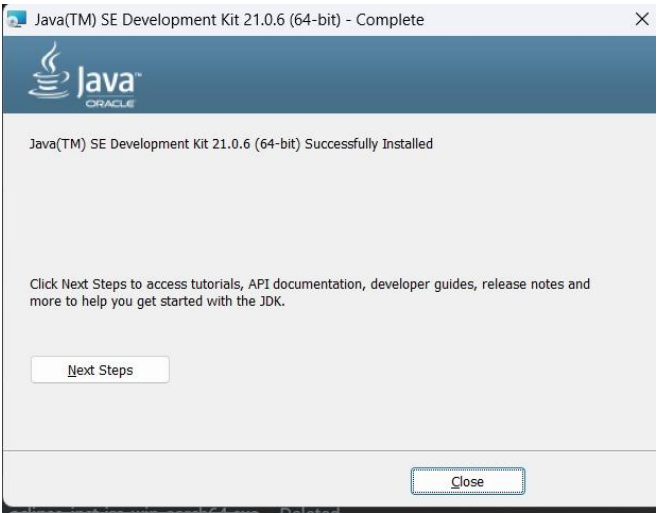 Java(TM) SE Development Kit 21.0.6 (64-bit) - Complete
Java™
ORACLE
Java(TM) SE Development Kit 21.0.6 (64-bit) Successfully Installed
Click Next Steps to access tutorials, API documentation, developer guides, release notes and
more to help you get started with the JDK.
Next Steps
Close